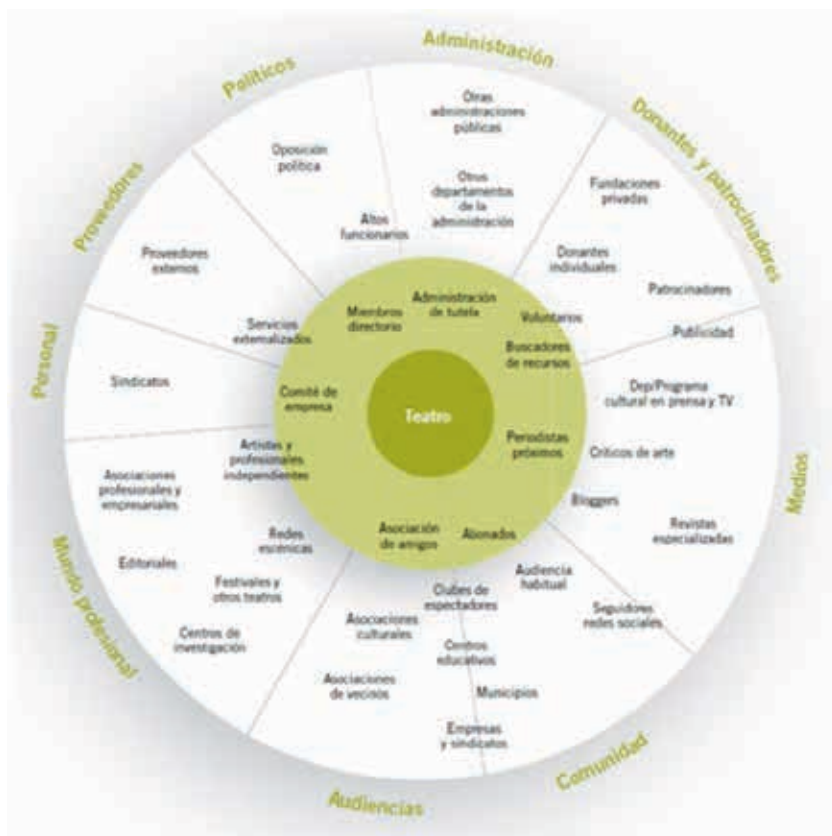 Administración
Políticos
Donantes y patrocinadores
Proveedores
Personal
Medios
Mundo profesional
Comunidad
Audiencias
Otras
administraciones
públicas
Oposición
política
Otros
departamentos
de la
administración
Altos
funcionarios
Fundaciones
privadas
Donantes
individuales
Patrocinadores
Proveedores
externos
Servicios
externalizados
Miembros
directorio
Administración
de tutela
Voluntarios
Buscadores
de recursos
Publicidad
Sindicatos
Comité de
empresa
Teatro
Dep/Programa
cultural en prensa y TV
Periodistas
próximos
Críticos de arte
Bloggers
Revistas
especializadas
Artistas y
profesionales
independientes
Asociaciones
profesionales y
empresariales
Redes
escénicas
Editoriales
Festivales y
otros teatros
Centros de
investigación
Asociación
de amigos
Abonados
Audiencia
habitual
Clubes de
espectadores
Seguidores
redes sociales
Asociaciones
culturales
Centros
educativos
Asociaciones
de vecisos
Municipios
Empresas
y sindicatos